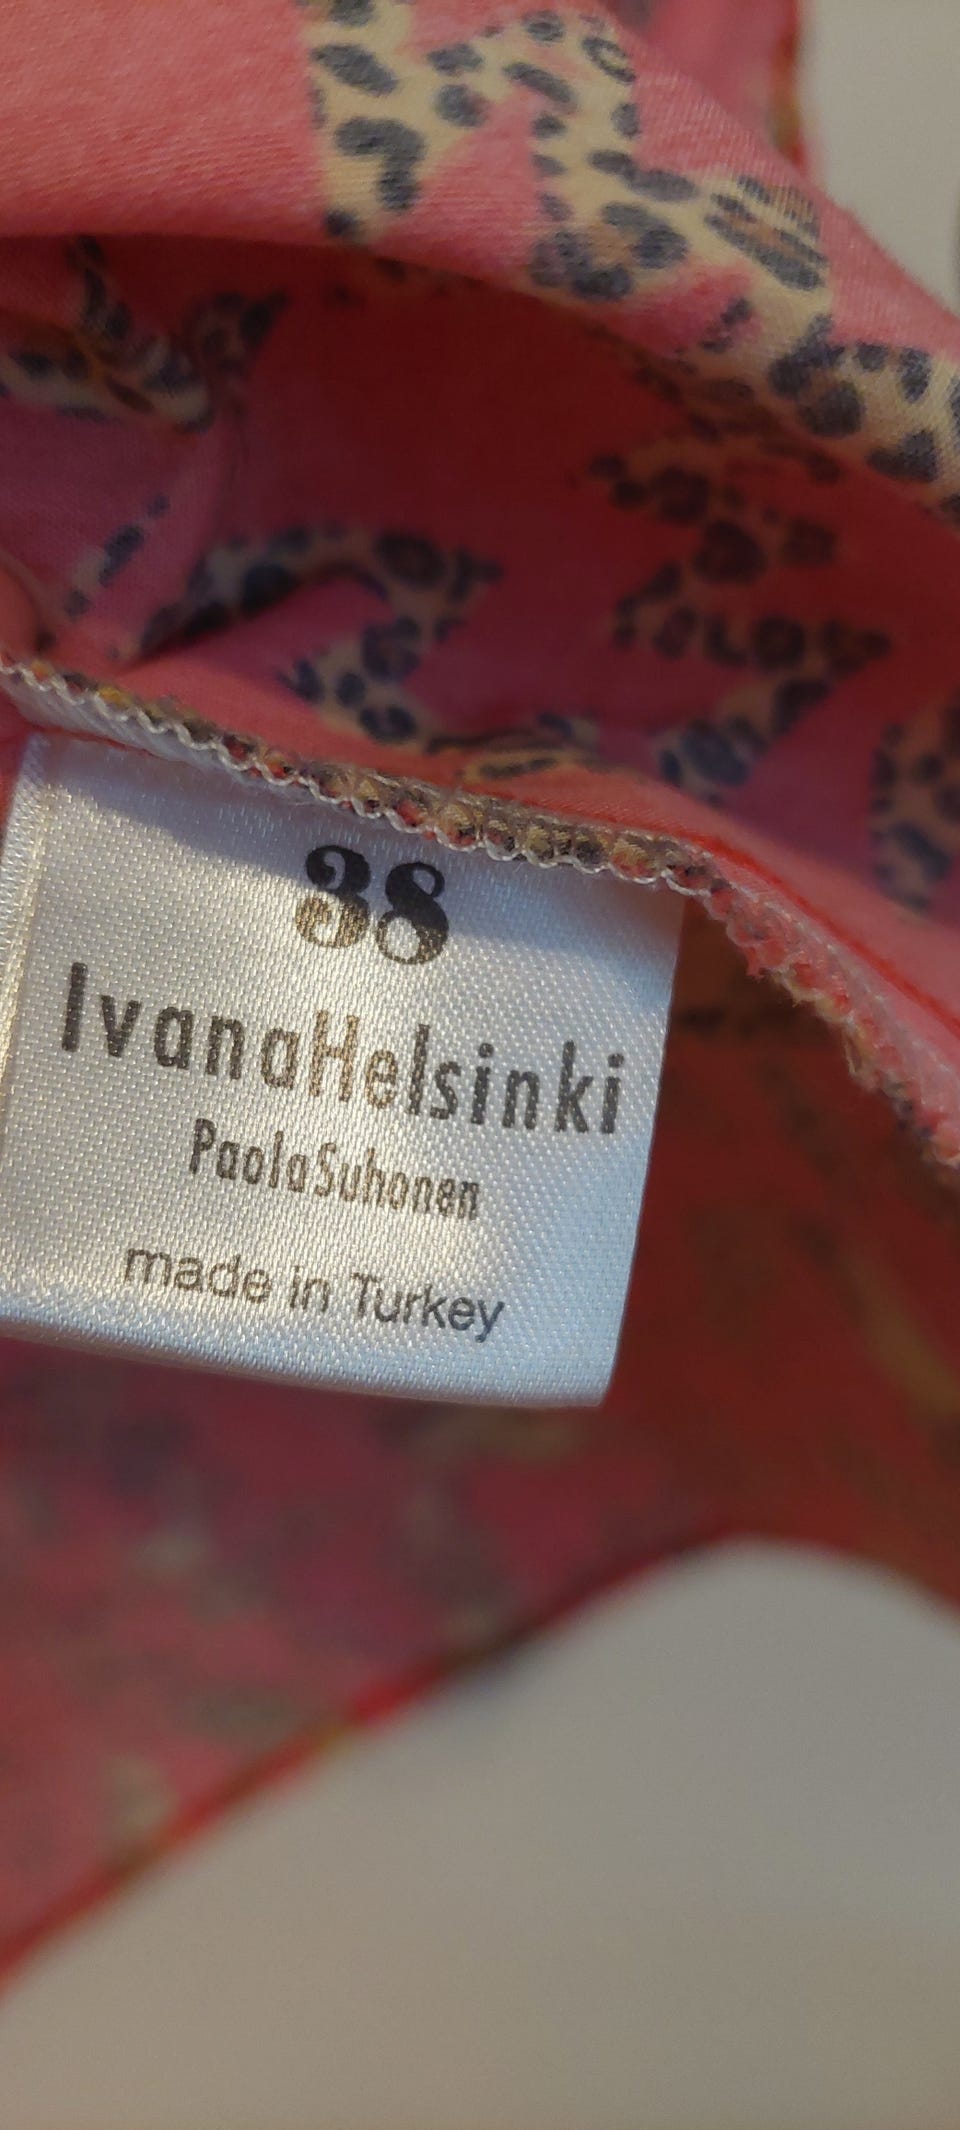 38
IvanaHelsinki
PaolaSuhonen
made in Turkey